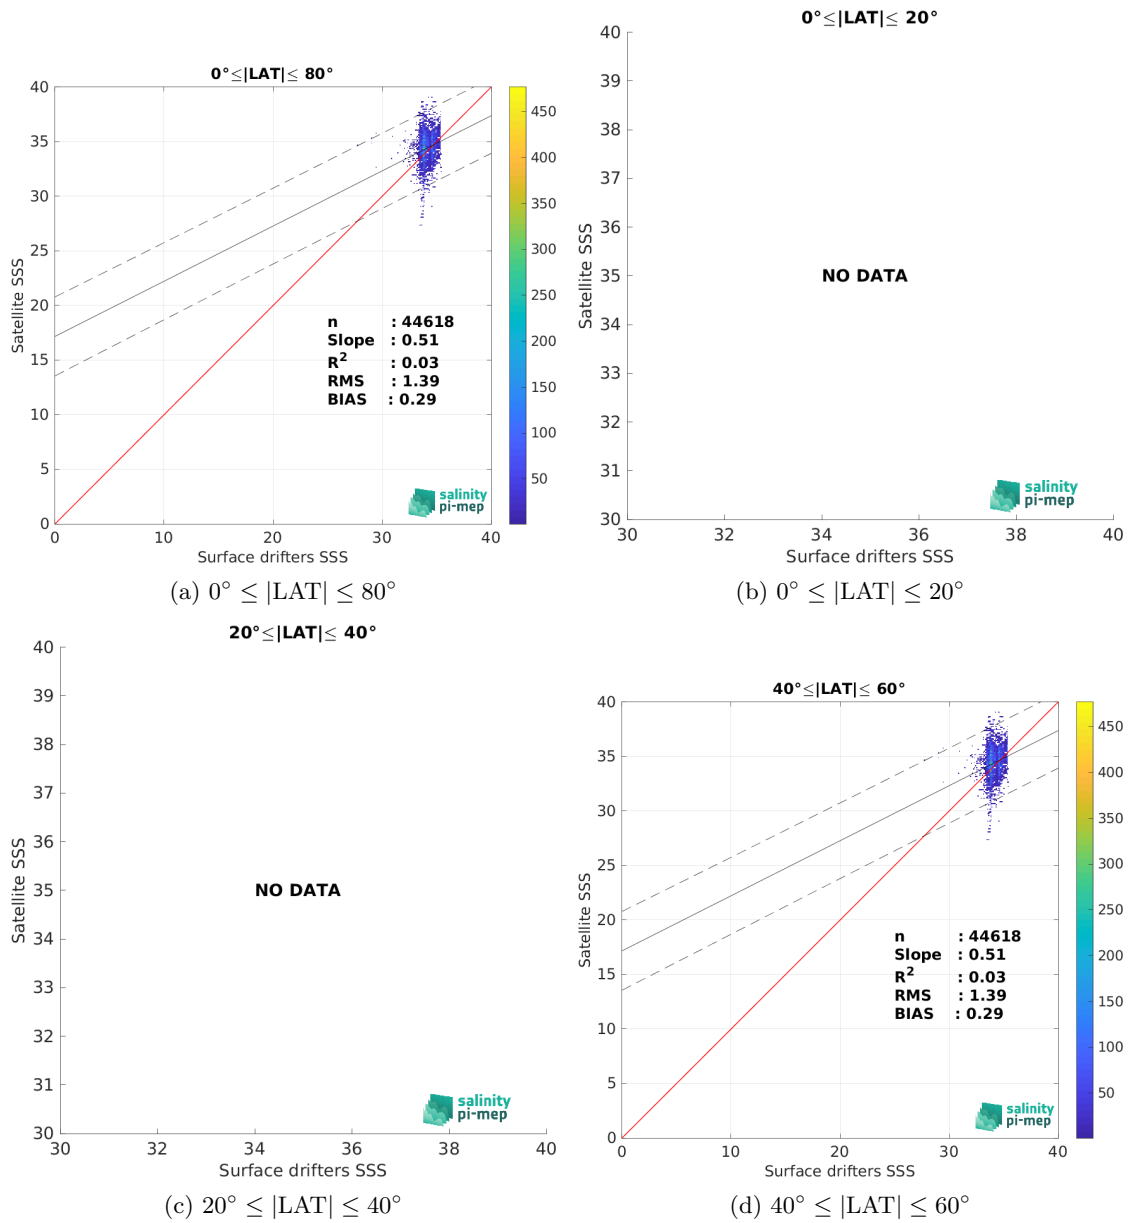 0°≤|LAT|≤ 80°
40
35
30
25
20
15
10
5
0
Satellite SSS
n : 44618
Slope : 0.51
R2 : 0.03
RMS : 1.39
BIAS : 0.29
salinity
pi-mep
0 10 20 30 40
Surface drifters SSS
450
400
350
300
250
200
150
100
50
(a) 0° ≤ |LAT| ≤ 80°
0°≤|LAT|≤ 20°
40
39
38
37
36
35
34
33
32
31
30
Satellite SSS
NO DATA
salinity
pi-mep
30 32 34 36 38 40
Surface drifters SSS
(b) 0° ≤ |LAT| ≤ 20°
20°≤|LAT|≤ 40°
40
39
38
37
36
35
34
33
32
31
30
Satellite SSS
NO DATA
salinity
pi-mep
30 32 34 36 38 40
Surface drifters SSS
(c) 20° ≤ |LAT| ≤ 40°
40°≤|LAT|≤ 60°
40
35
30
25
20
15
10
5
0
Satellite SSS
n : 44618
Slope : 0.51
R2 : 0.03
RMS : 1.39
BIAS : 0.29
salinity
pi-mep
0 10 20 30 40
Surface drifters SSS
450
400
350
300
250
200
150
100
50
(d) 40° ≤ |LAT| ≤ 60°